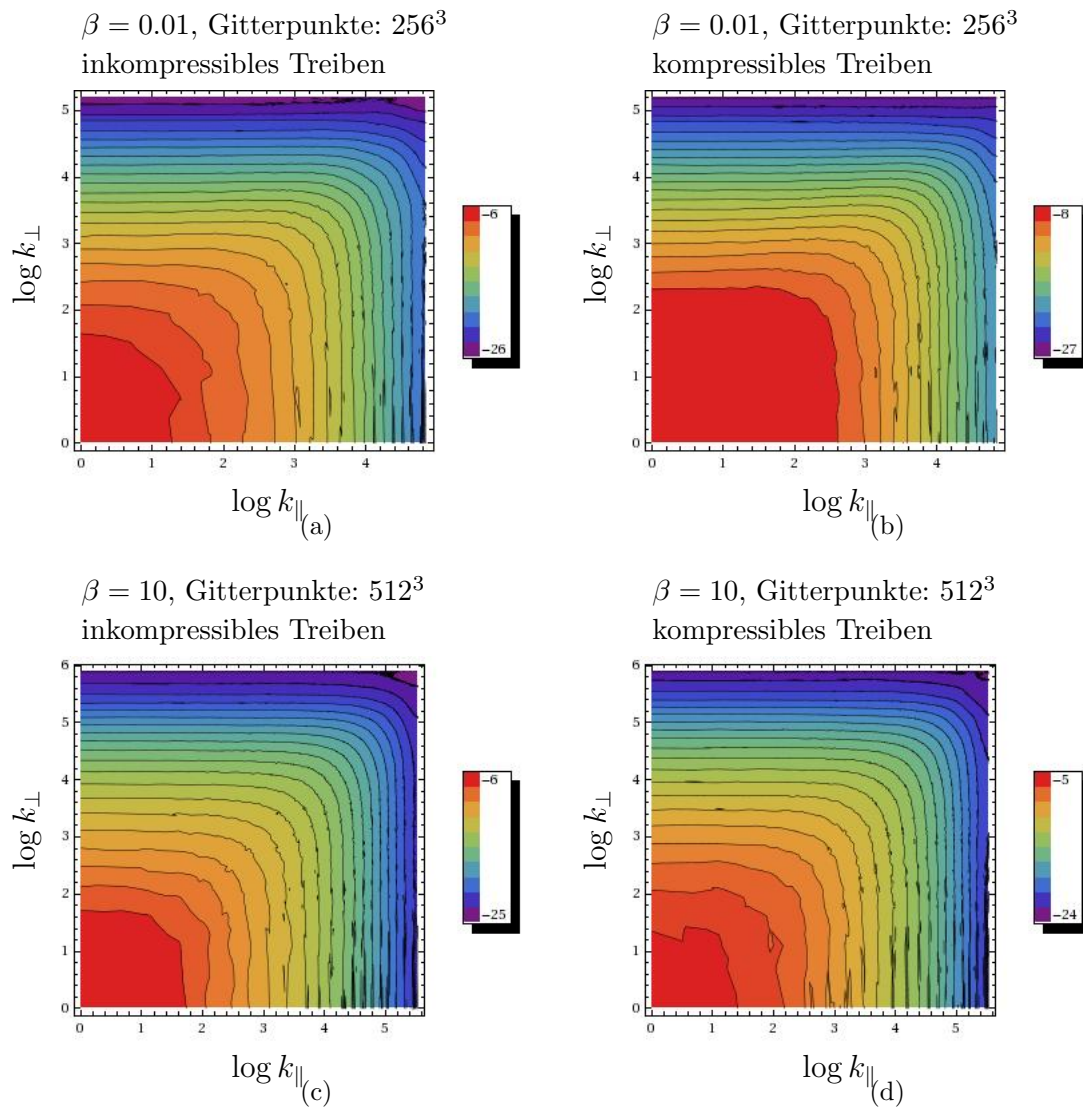 β = 0.01, Gitterpunkte: 256³
inkompressibles Treiben
5
4
3
2
1
0
log k⊥
0 1 2 3 4
log k∥
(a)
−6
−26
β = 0.01, Gitterpunkte: 256³
kompressibles Treiben
5
4
3
2
1
0
log k⊥
0 1 2 3 4
log k∥
(b)
−8
−27
β = 10, Gitterpunkte: 512³
inkompressibles Treiben
6
5
4
3
2
1
0
log k⊥
0 1 2 3 4 5
log k∥
(c)
−6
−25
β = 10, Gitterpunkte: 512³
kompressibles Treiben
6
5
4
3
2
1
0
log k⊥
0 1 2 3 4 5
log k∥
(d)
−5
−24